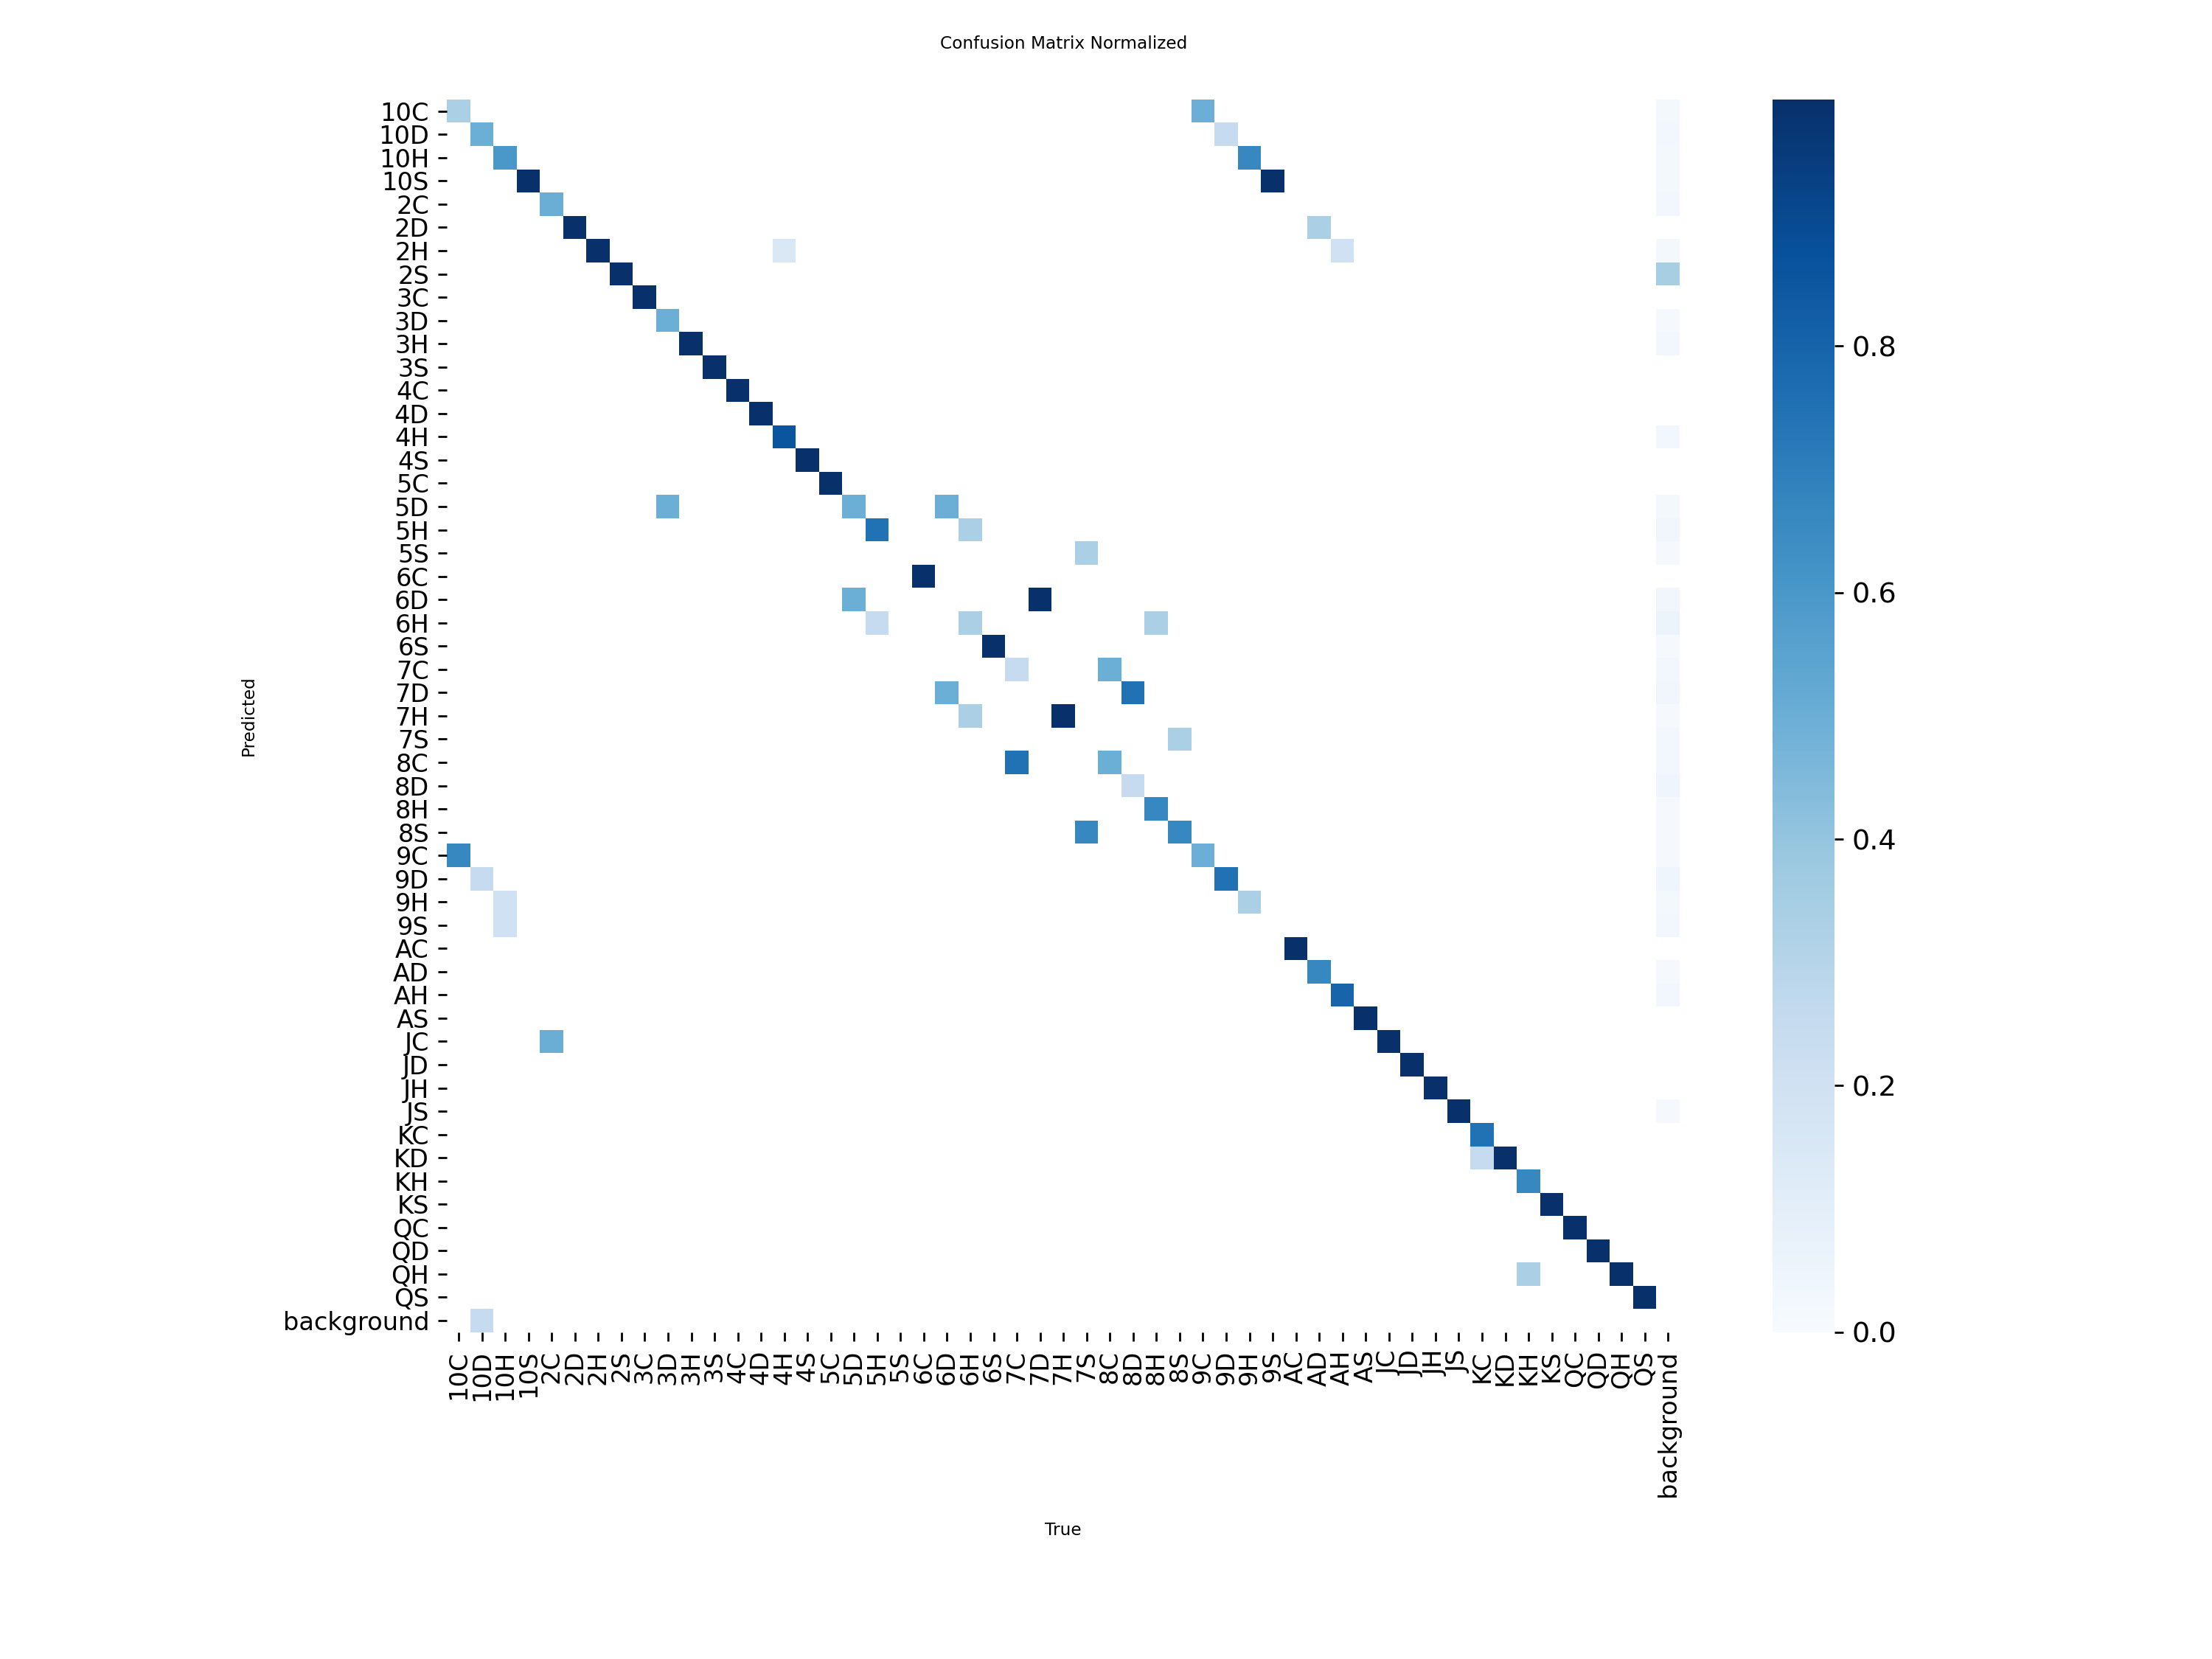 Confusion Matrix Normalized
10C
10D
10H
10S
2C
2D
2H
2S
3C
3D
3H
3S
4C
4D
4H
4S
5C
5D
5H
5S
6C
6D
6H
6S
7C
7D
7H
7S
8C
8D
8H
8S
9C
9D
9H
9S
AC
AD
AH
AS
JC
JD
JH
JS
KC
KD
KH
KS
QC
QD
QH
QS
background
Predicted
10C 10D 10H 10S 2C 2D 2H 2S 3C 3D 3H 3S 4C 4D 4H 4S 5C 5D 5H 5S 6C 6D 6H 6S 7C 7D 7H 7S 8C 8D 8H 8S 9C 9D 9H 9S AC AD AH AS JC JD JH JS KC KD KH KS QC QD QH QS background
True
0.8
0.6
0.4
0.2
0.0